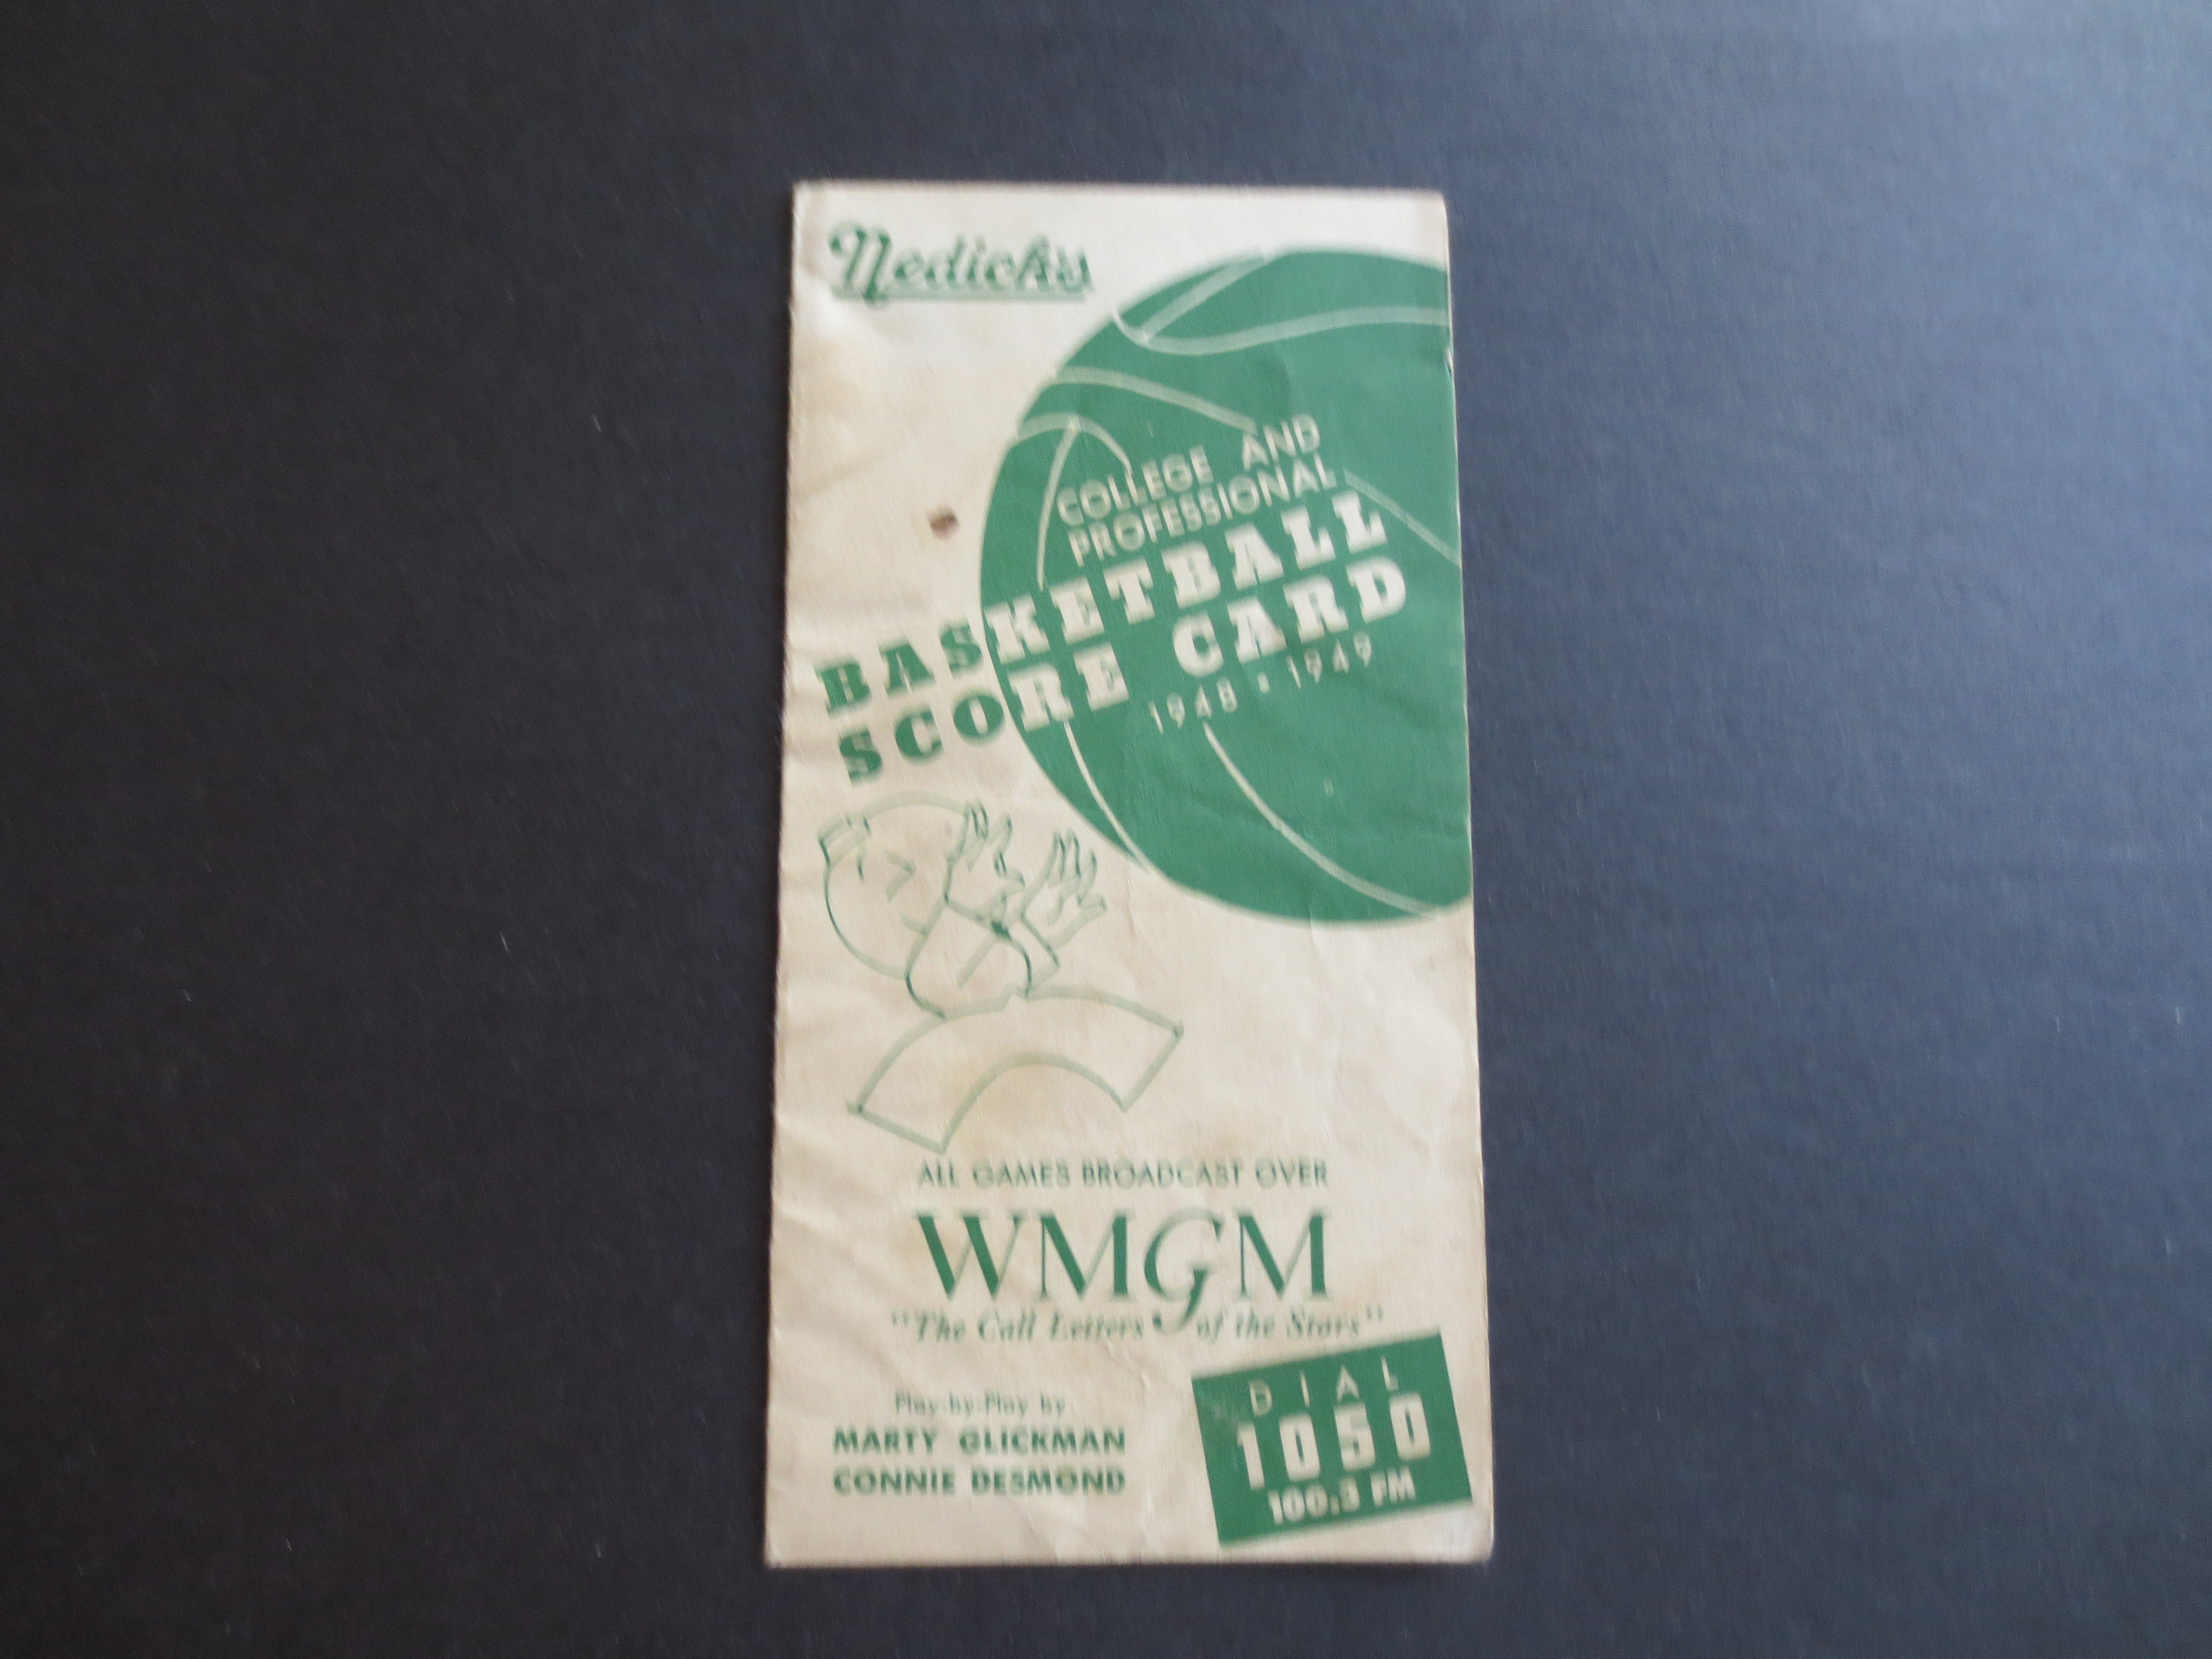 Nedick's
COLLEGE AND
PROFESSIONAL
BASKETBALL
SCORE CARD
1948 • 1949
ALL GAMES BROADCAST OVER
WMGM
"The Call Letters of the Stars"
Play-by-Play by
MARTY GLICKMAN
CONNIE DESMOND
DIAL
1050
100.3 FM